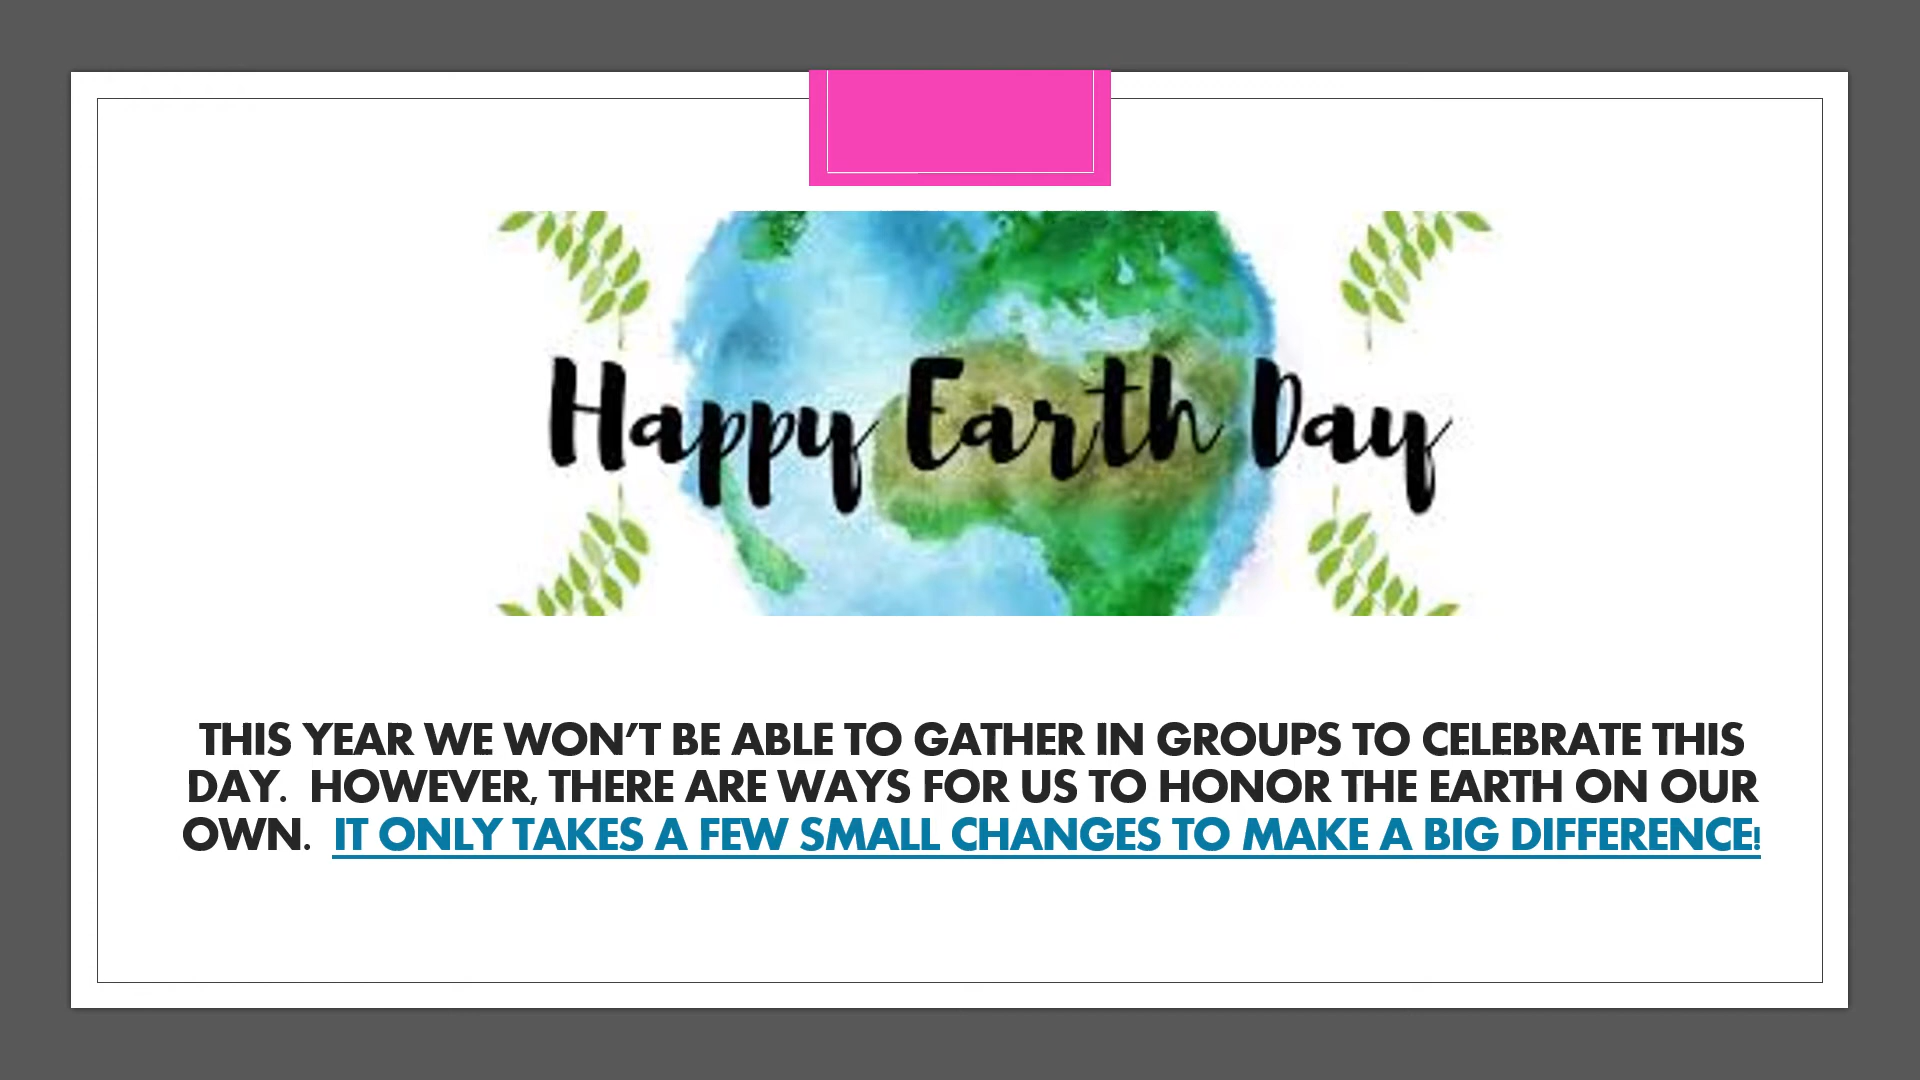 Happy Earth Day
THIS YEAR WE WON’T BE ABLE TO GATHER IN GROUPS TO CELEBRATE THIS
DAY.  HOWEVER, THERE ARE WAYS FOR US TO HONOR THE EARTH ON OUR
OWN.  IT ONLY TAKES A FEW SMALL CHANGES TO MAKE A BIG DIFFERENCE!